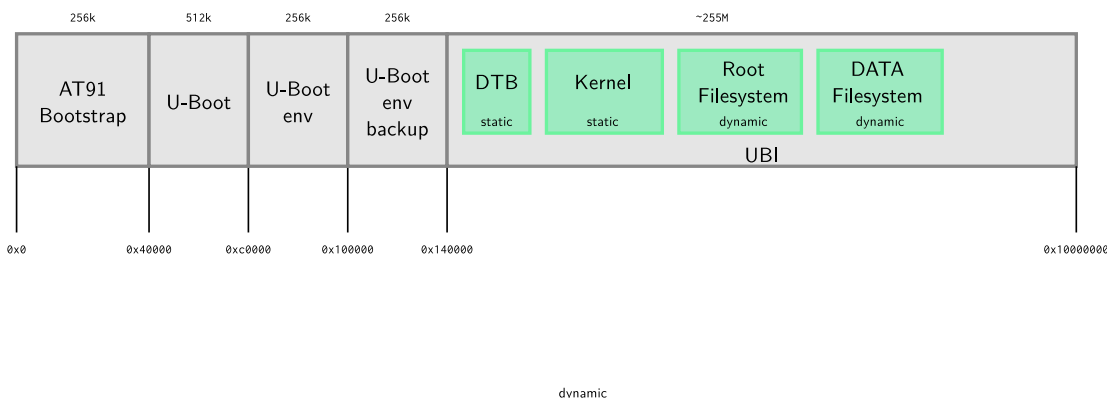 256k 512k 256k 256k ~255M
AT91
Bootstrap
U-Boot
U-Boot
env
U-Boot
env
backup
DTB
static
Kernel
static
Root
Filesystem
dynamic
DATA
Filesystem
dynamic
UBI
0x0 0x40000 0xc0000 0x100000 0x140000 0x10000000
dynamic